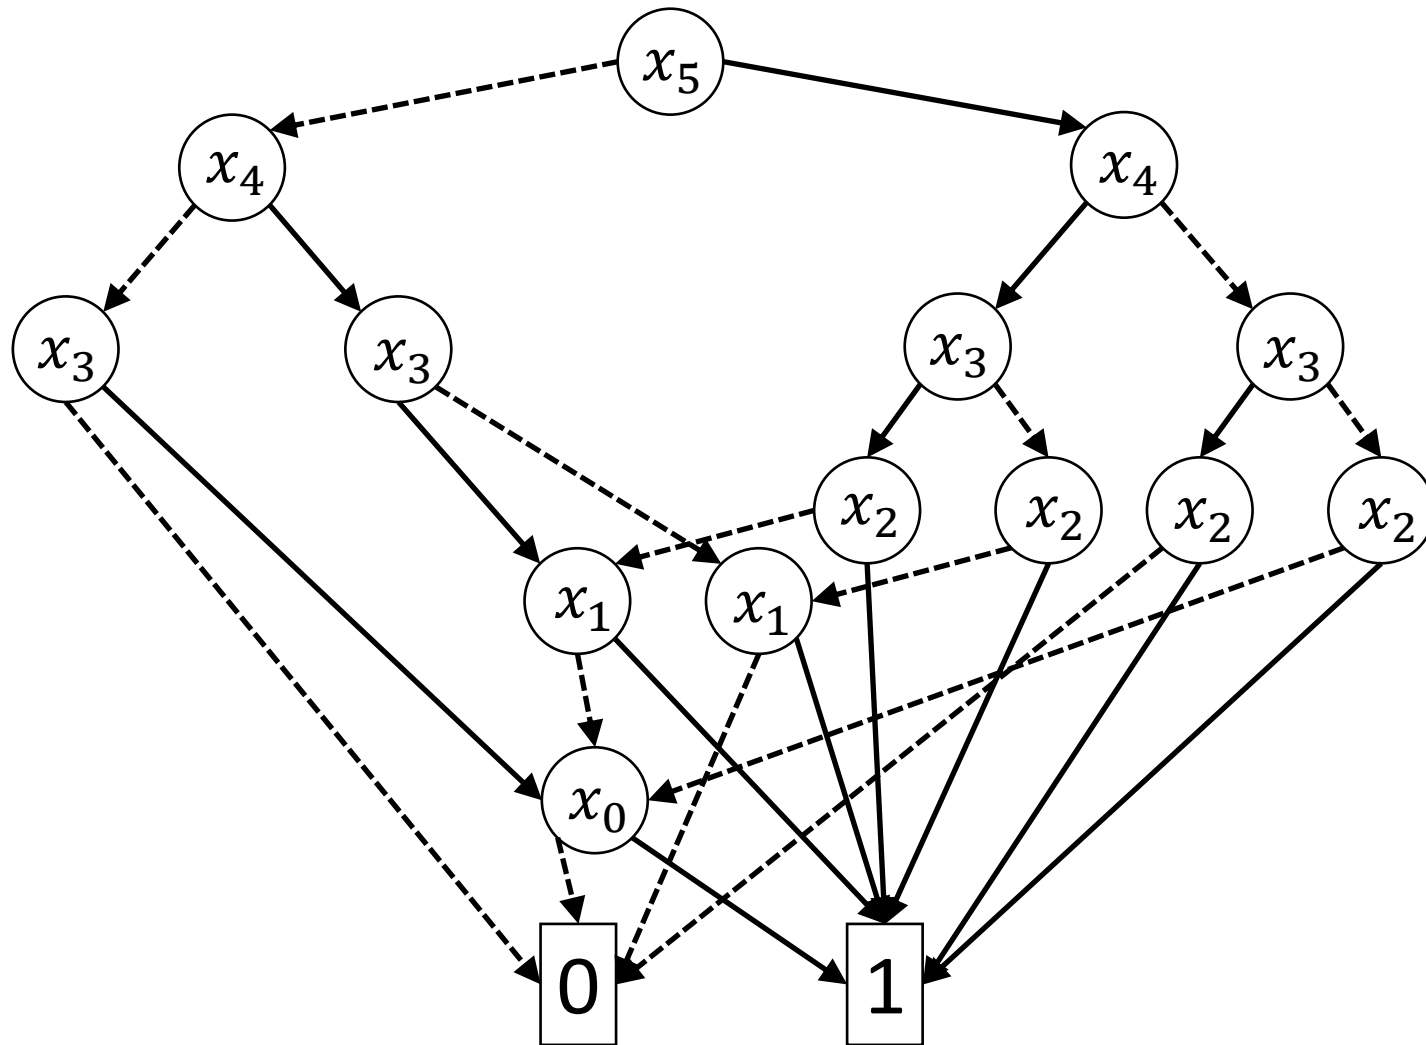 x₅
x₄ x₄
x₃ x₃ x₃ x₃
x₂ x₂ x₂ x₂
x₁ x₁
x₀
0 1